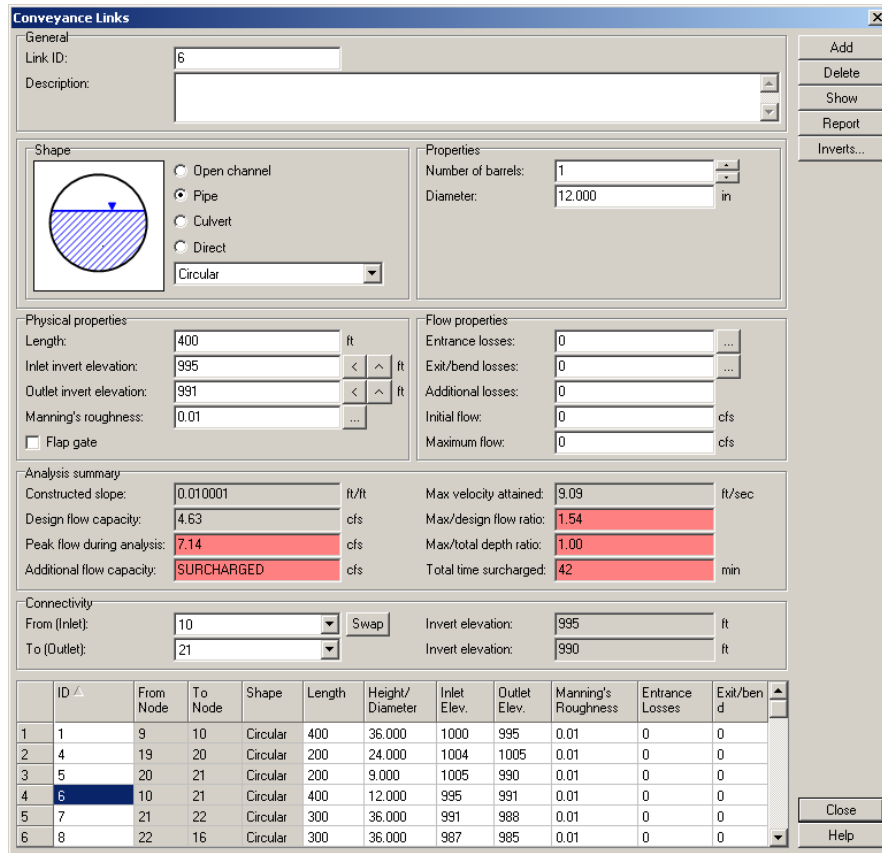 Conveyance Links
General
Link ID: 6
Description:
Add
Delete
Show
Report
Inverts...
Shape
Open channel
Pipe
Culvert
Direct
Circular
Properties
Number of barrels: 1
Diameter: 12.000 in
Physical properties
Length: 400 ft
Inlet invert elevation: 995 < ^ ft
Outlet invert elevation: 991 < ^ ft
Manning's roughness: 0.01 ...
Flap gate
Flow properties
Entrance losses: 0 ...
Exit/bend losses: 0 ...
Additional losses: 0
Initial flow: 0 cfs
Maximum flow: 0 cfs
Analysis summary
Constructed slope: 0.010001 ft/ft
Design flow capacity: 4.63 cfs
Peak flow during analysis: 7.14 cfs
Additional flow capacity: SURCHARGED cfs
Max velocity attained: 9.09 ft/sec
Max/design flow ratio: 1.54
Max/total depth ratio: 1.00
Total time surcharged: 42 min
Connectivity
From (Inlet): 10 Swap Invert elevation: 995 ft
To (Outlet): 21 Invert elevation: 990 ft
ID From Node To Node Shape Length Height/ Diameter Inlet Elev. Outlet Elev. Manning's Roughness Entrance Losses Exit/ben d
1 1 9 10 Circular 400 36.000 1000 995 0.01 0 0
2 4 19 20 Circular 200 24.000 1004 1005 0.01 0 0
3 5 20 21 Circular 200 9.000 1005 990 0.01 0 0
4 6 10 21 Circular 400 12.000 995 991 0.01 0 0
5 7 21 22 Circular 300 36.000 991 988 0.01 0 0
6 8 22 16 Circular 300 36.000 987 985 0.01 0 0
Close
Help